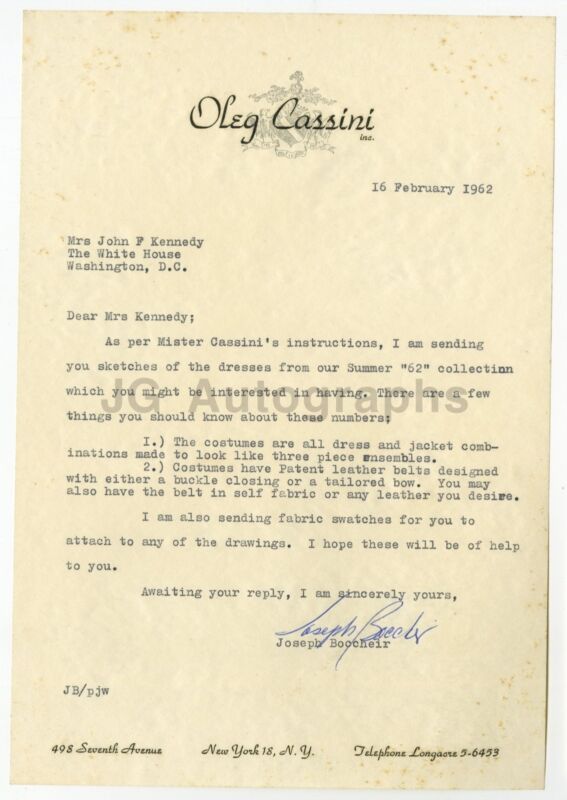 Oleg Cassini
inc.
16 February 1962
Mrs John F Kennedy
The White House
Washington, D.C.
Dear Mrs Kennedy;
As per Mister Cassini's instructions, I am sending
you sketches of the dresses from our Summer "62" collection
which you might be interested in having. There are a few
JG Autographs
things you should know about these numbers;
I.) The costumes are all dress and jacket comb-
inations made to look like three piece ensembles.
2.) Costumes have Patent leather belts designed
with either a buckle closing or a tailored bow. You may
also have the belt in self fabric or any leather you desire.
I am also sending fabric swatches for you to
attach to any of the drawings. I hope these will be of help
to you.
Awaiting your reply, I am sincerely yours,
Joseph Boccheir
Joseph Boccheir
JB/pjw
498 Seventh Avenue New York 18, N. Y. Telephone Longacre 5-6453